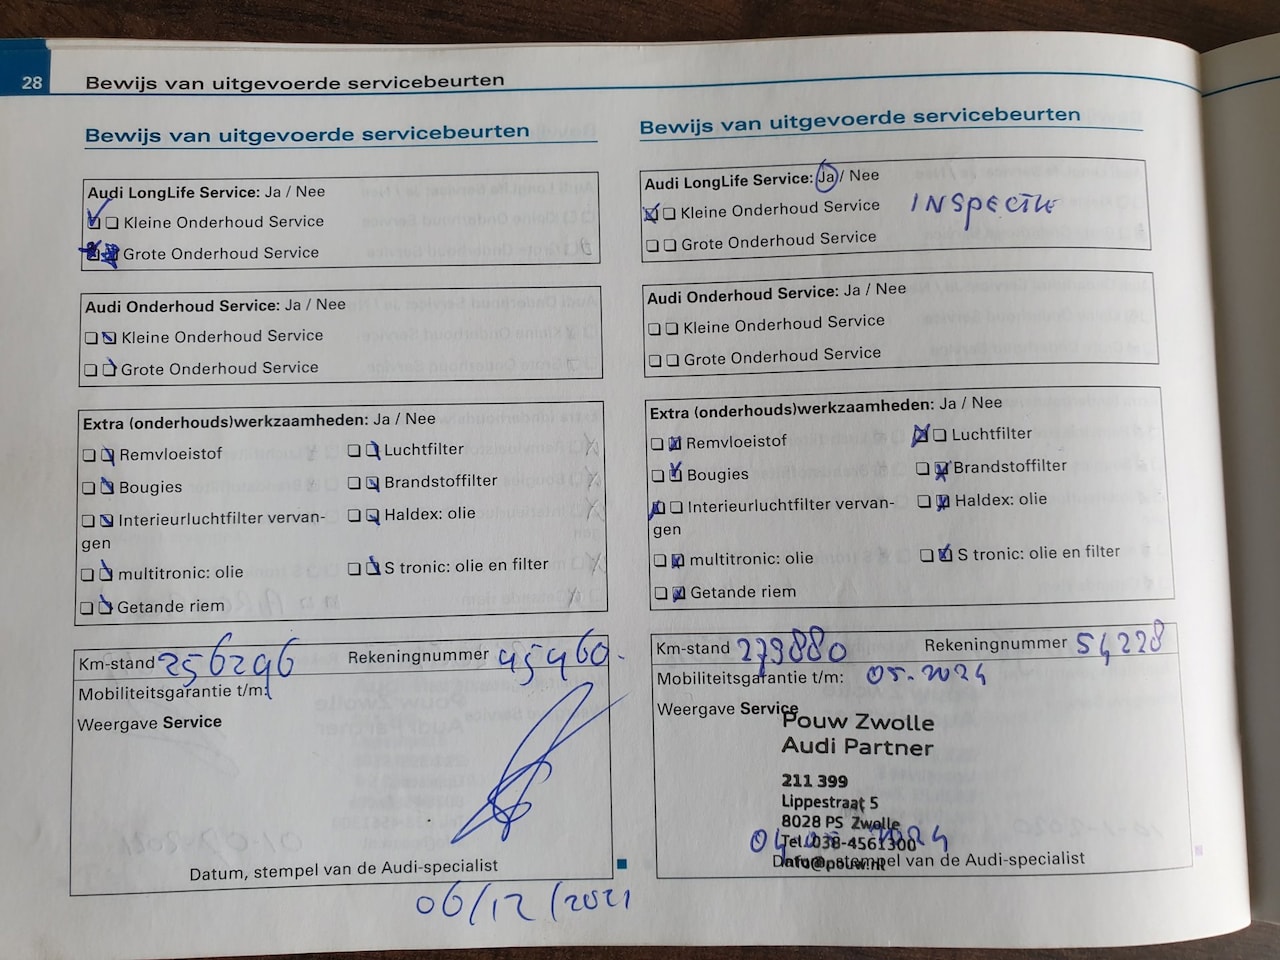 28
Bewijs van uitgevoerde servicebeurten
Bewijs van uitgevoerde servicebeurten
Audi LongLife Service: Ja / Nee
Kleine Onderhoud Service
Grote Onderhoud Service
Audi Onderhoud Service: Ja / Nee
Kleine Onderhoud Service
Grote Onderhoud Service
Extra (onderhouds)werkzaamheden: Ja / Nee
Remvloeistof
Luchtfilter
Bougies
Brandstoffilter
Interieurluchtfilter vervan-
gen
Haldex: olie
multitronic: olie
S tronic: olie en filter
Getande riem
Km-stand 256296 Rekeningnummer 45460.
Mobiliteitsgarantie t/m:
Weergave Service
Datum, stempel van de Audi-specialist
06/12/2021
Bewijs van uitgevoerde servicebeurten
Audi LongLife Service: Ja / Nee
Kleine Onderhoud Service INSPECTIE
Grote Onderhoud Service
Audi Onderhoud Service: Ja / Nee
Kleine Onderhoud Service
Grote Onderhoud Service
Extra (onderhouds)werkzaamheden: Ja / Nee
Remvloeistof
Luchtfilter
Bougies
Brandstoffilter
Interieurluchtfilter vervan-
gen
Haldex: olie
multitronic: olie
S tronic: olie en filter
Getande riem
Km-stand 273880 Rekeningnummer 54228
Mobiliteitsgarantie t/m: 05-2024
Weergave Service
Pouw Zwolle
Audi Partner
211 399
Lippestraat 5
8028 PS Zwolle
Tel. 038-4561300
info@pouw.nl
Datum, stempel van de Audi-specialist